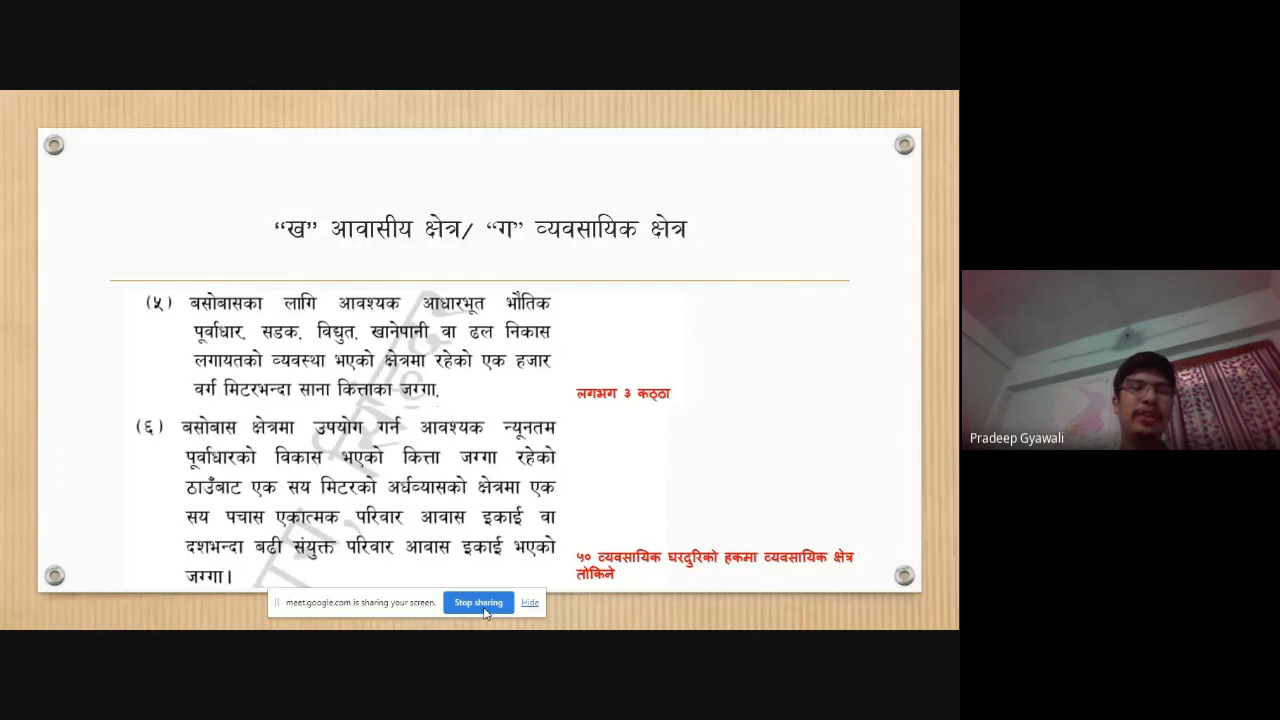 “ख” आवासीय क्षेत्र/ “ग” व्यवसायिक क्षेत्र
(५) बसोबासका लागि आवश्यक आधारभूत भौतिक
पूर्वाधार, सडक, विद्युत, खानेपानी वा ढल निकास
लगायतको व्यवस्था भएको क्षेत्रमा रहेको एक हजार
वर्ग मिटरभन्दा साना कित्ताका जग्गा,
लगभग ३ कठ्ठा
(६) बसोबास क्षेत्रमा उपयोग गर्न आवश्यक न्यूनतम
पूर्वाधारको विकास भएको कित्ता जग्गा रहेको
ठाउँबाट एक सय मिटरको अर्धव्यासको क्षेत्रमा एक
सय पचास एकात्मक परिवार आवास इकाई वा
दशभन्दा बढी संयुक्त परिवार आवास इकाई भएको
जग्गा।
५० व्यवसायिक घरदुरिको हकमा व्यवसायिक क्षेत्र
तोकिने
meet.google.com is sharing your screen.
Stop sharing
Hide
Pradeep Gyawali